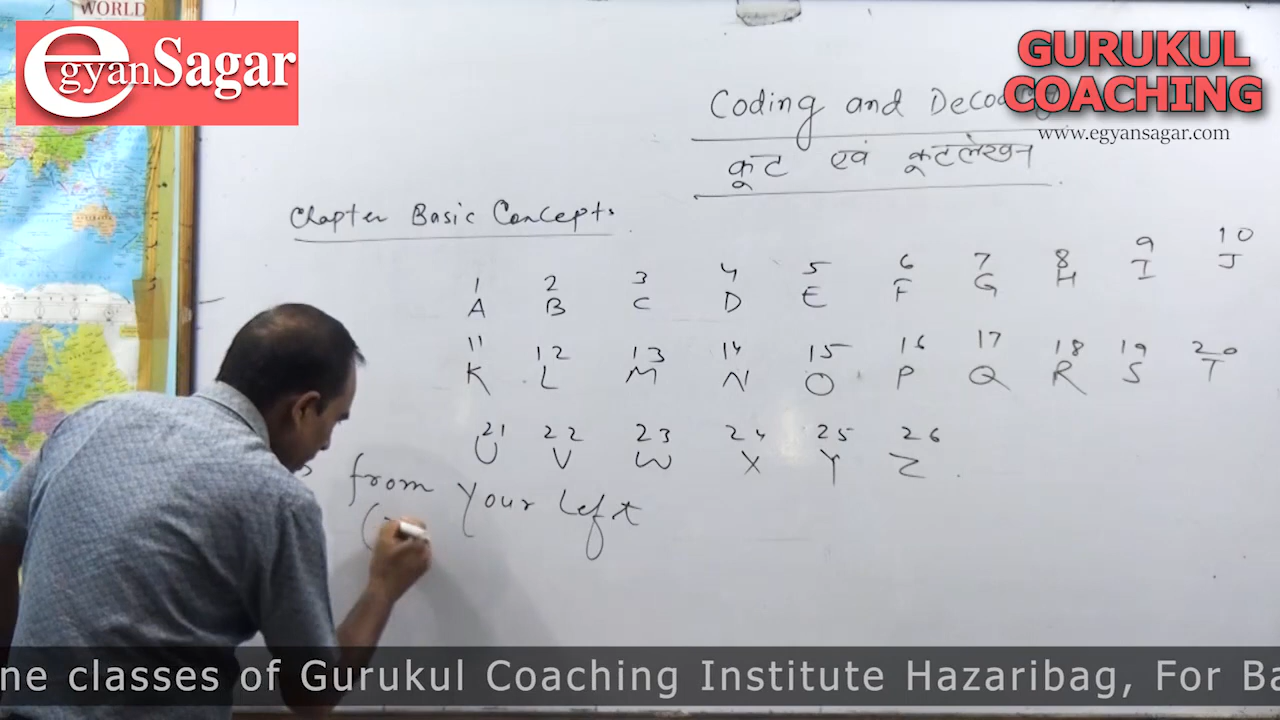 WORLD
egyanSagar
GURUKUL
COACHING
www.egyansagar.com
Coding and Decoding
कूट एवं कूटलेखन
Chapter Basic Concepts
1 2 3 4 5 6 7 8 9 10
A B C D E F G H I J
11 12 13 14 15 16 17 18 19 20
K L M N O P Q R S T
21 22 23 24 25 26
U V W X Y Z
from Your Left
ne classes of Gurukul Coaching Institute Hazaribag, For Ba